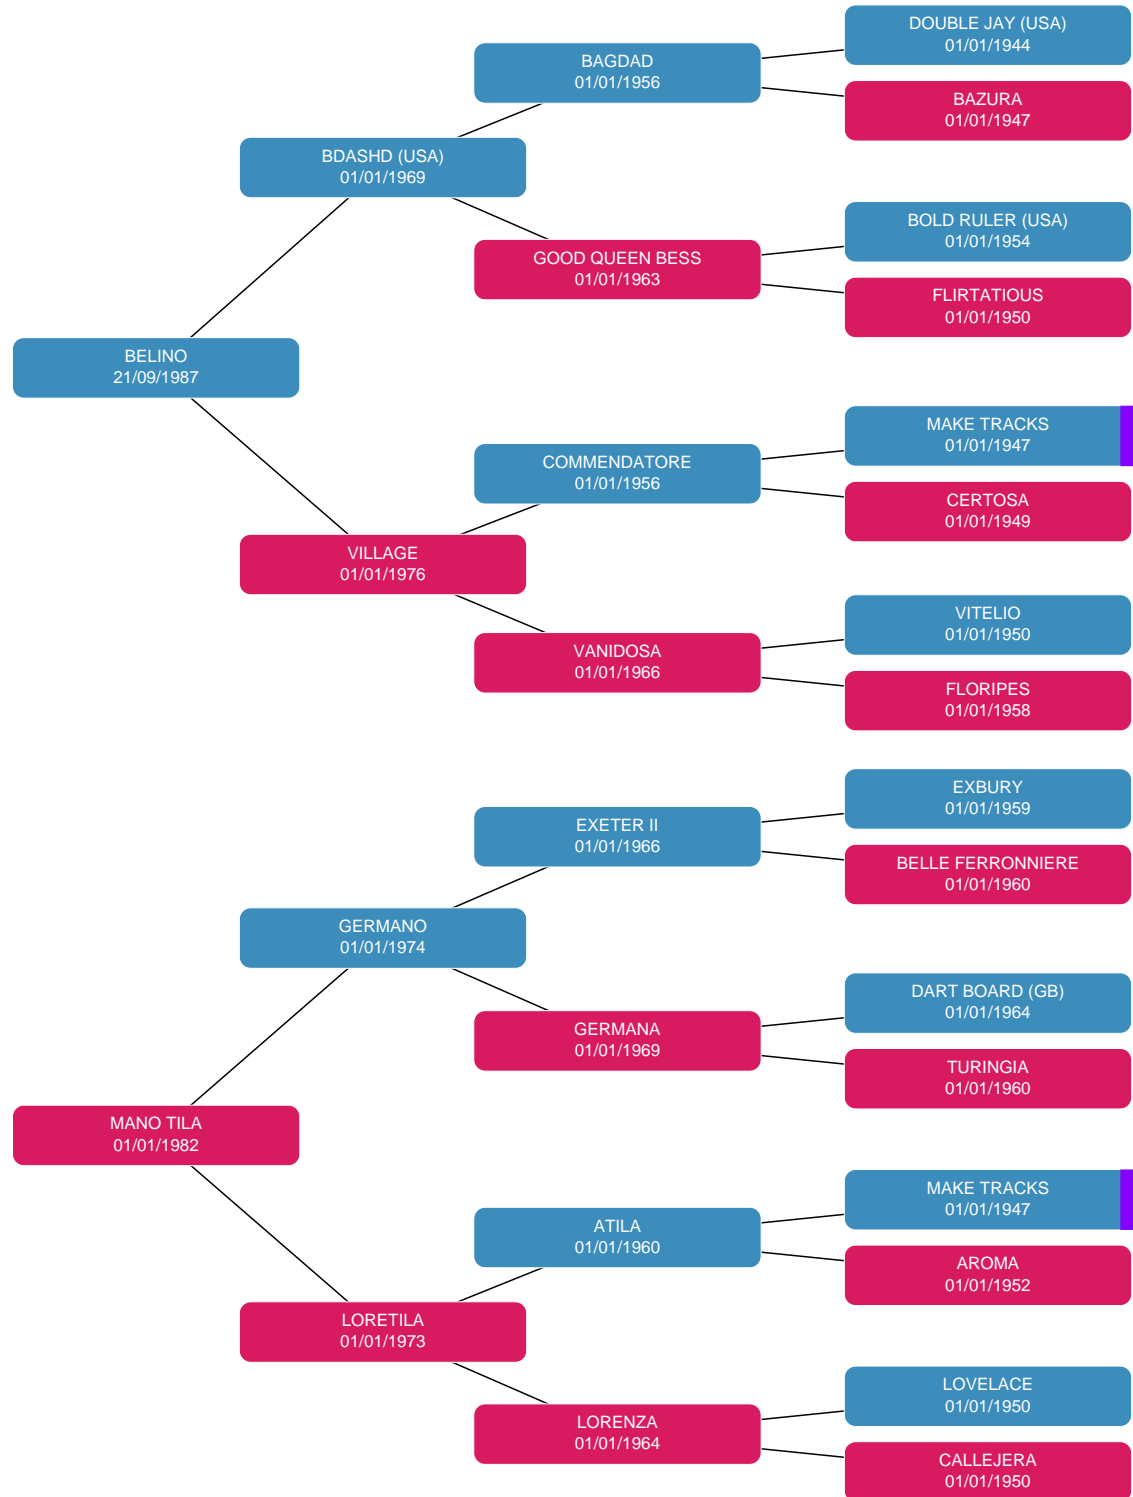 DOUBLE JAY (USA)
01/01/1944
BAGDAD
01/01/1956
BAZURA
01/01/1947
BDASHD (USA)
01/01/1969
BOLD RULER (USA)
01/01/1954
GOOD QUEEN BESS
01/01/1963
FLIRTATIOUS
01/01/1950
BELINO
21/09/1987
MAKE TRACKS
01/01/1947
COMMENDATORE
01/01/1956
CERTOSA
01/01/1949
VILLAGE
01/01/1976
VITELIO
01/01/1950
VANIDOSA
01/01/1966
FLORIPES
01/01/1958
EXBURY
01/01/1959
EXETER II
01/01/1966
BELLE FERRONNIERE
01/01/1960
GERMANO
01/01/1974
DART BOARD (GB)
01/01/1964
GERMANA
01/01/1969
TURINGIA
01/01/1960
MANO TILA
01/01/1982
MAKE TRACKS
01/01/1947
ATILA
01/01/1960
AROMA
01/01/1952
LORETILA
01/01/1973
LOVELACE
01/01/1950
LORENZA
01/01/1964
CALLEJERA
01/01/1950